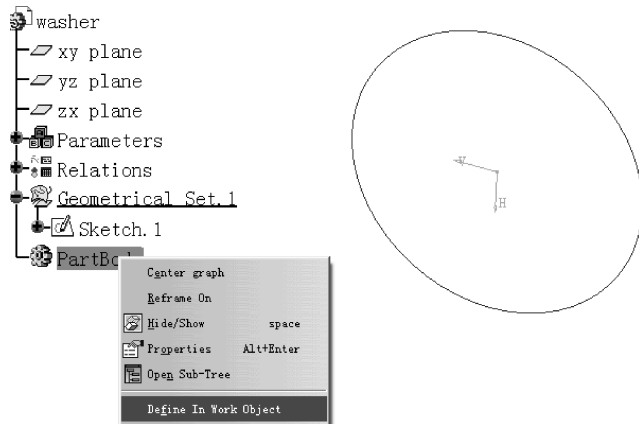 washer
xy plane
yz plane
zx plane
Parameters
Relations
Geometrical Set.1
Sketch.1
PartBod
Center graph
Reframe On
Hide/Show space
Properties Alt+Enter
Open Sub-Tree
Define In Work Object
V
H